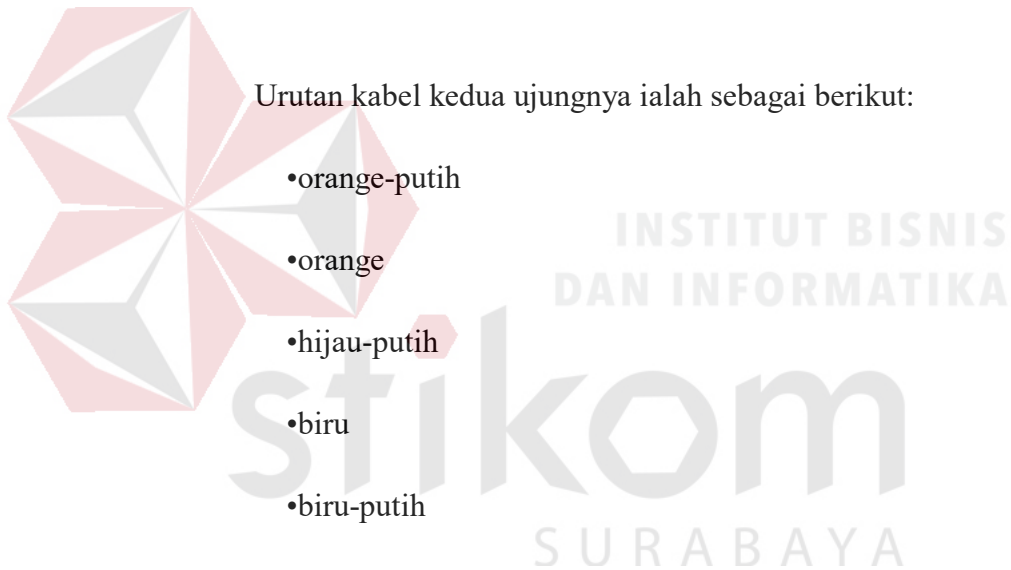 Urutan kabel kedua ujungnya ialah sebagai berikut:
•orange-putih
INSTITUT BISNIS
•orange
DAN INFORMATIKA
•hijau-putih
stikom
•biru
•biru-putih
SURABAYA